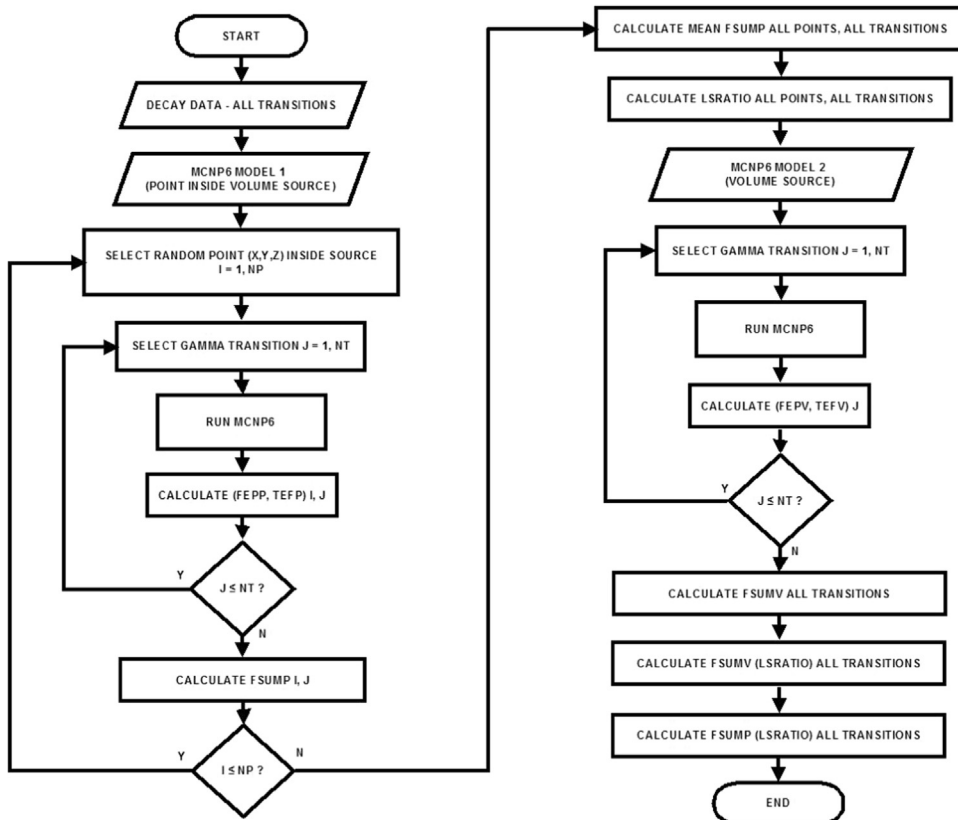 START
DECAY DATA - ALL TRANSITIONS
MCNP6 MODEL 1
(POINT INSIDE VOLUME SOURCE)
SELECT RANDOM POINT (X,Y,Z) INSIDE SOURCE
I = 1, NP
SELECT GAMMA TRANSITION J = 1, NT
RUN MCNP6
CALCULATE (FEPP, TEFP) I, J
Y
J ≤ NT ?
N
CALCULATE FSUMP I, J
Y
I ≤ NP ?
N
CALCULATE MEAN FSUMP ALL POINTS, ALL TRANSITIONS
CALCULATE LSRATIO ALL POINTS, ALL TRANSITIONS
MCNP6 MODEL 2
(VOLUME SOURCE)
SELECT GAMMA TRANSITION J = 1, NT
RUN MCNP6
CALCULATE (FEPV, TEFV) J
Y
J ≤ NT ?
N
CALCULATE FSUMV ALL TRANSITIONS
CALCULATE FSUMV (LSRATIO) ALL TRANSITIONS
CALCULATE FSUMP (LSRATIO) ALL TRANSITIONS
END